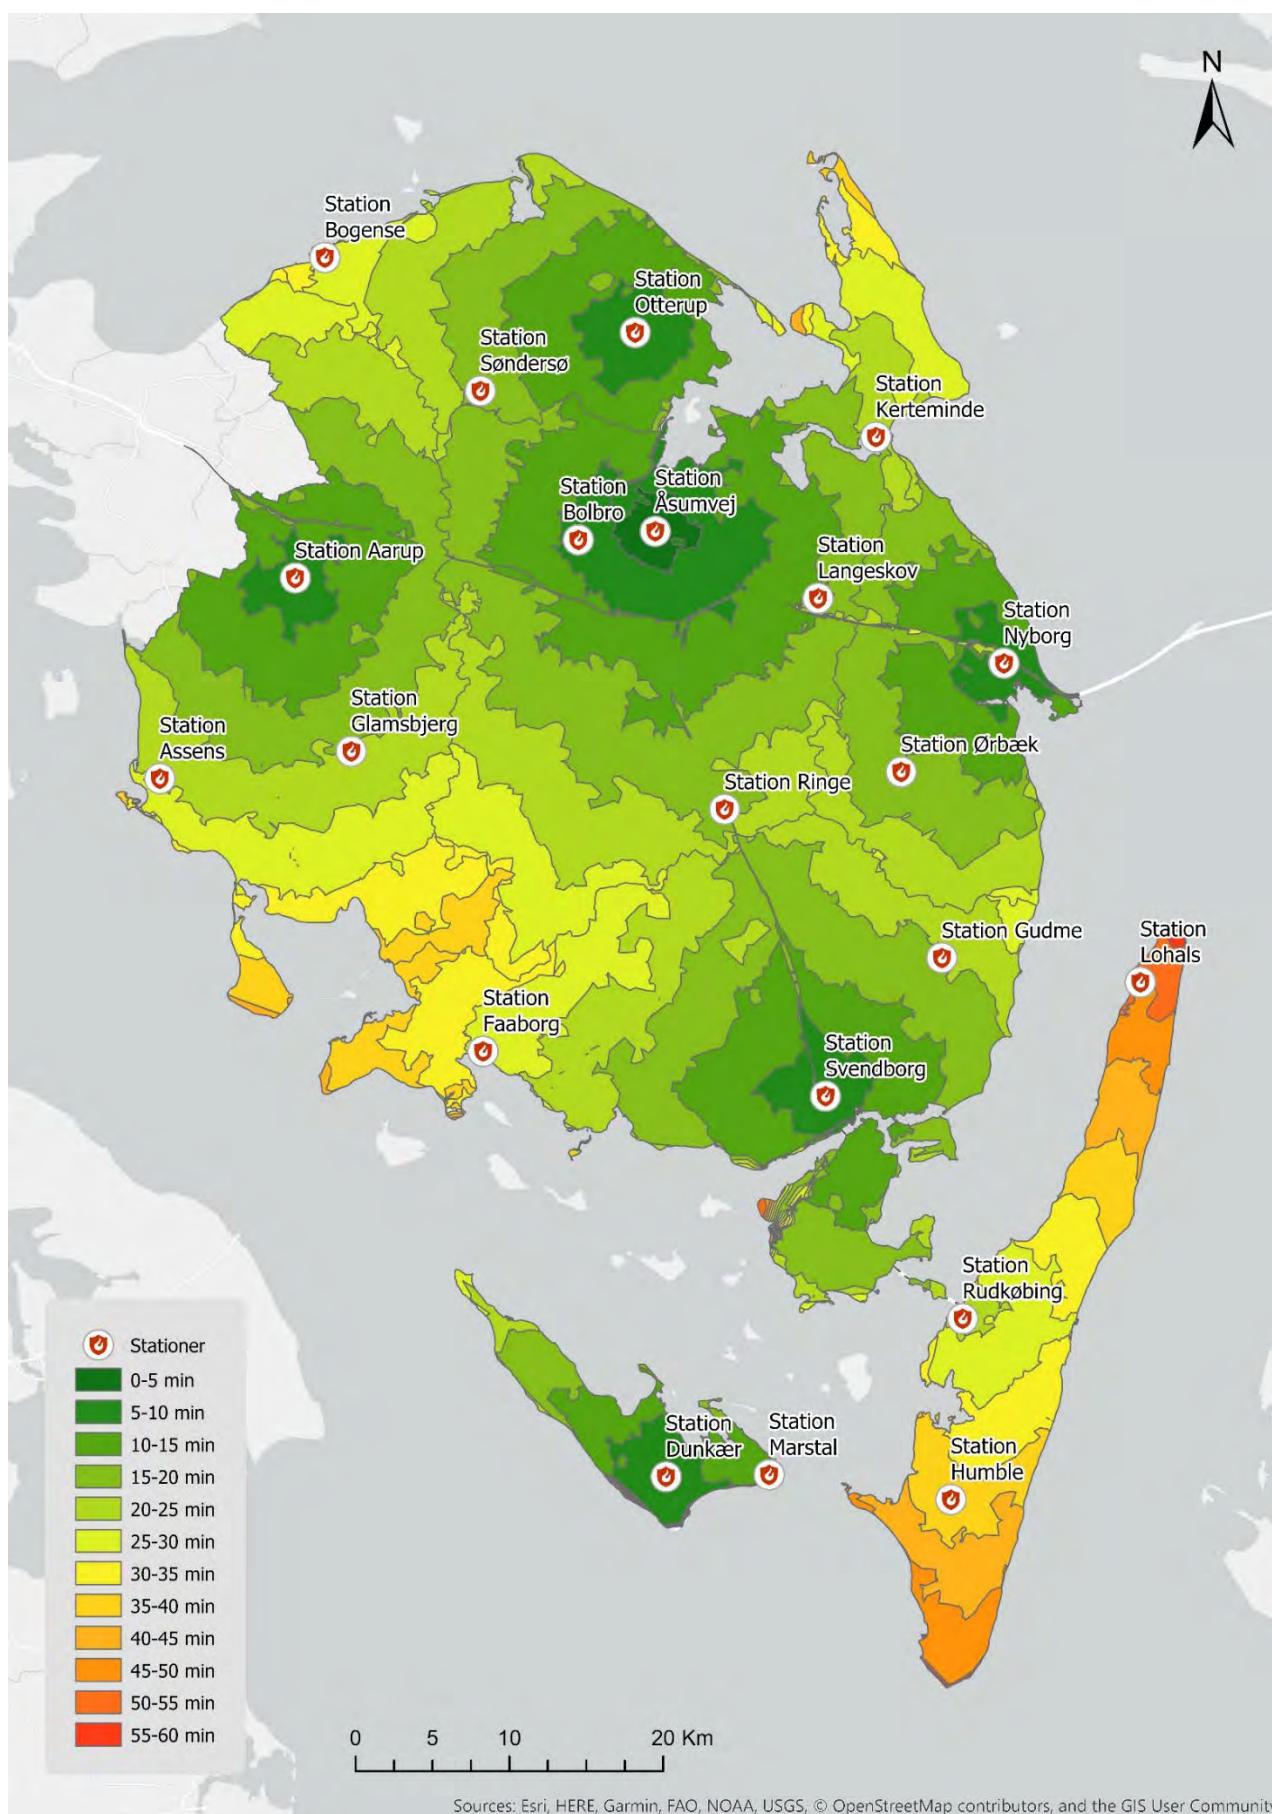 N
Station
Bogense
Station
Otterup
Station
Søndersø
Station
Kerteminde
Station
Åsumvej
Station
Bolbro
Station
Langeskov
Station Aarup
Station
Nyborg
Station
Glamsbjerg
Station
Assens
Station Ørbæk
Station Ringe
Station Gudme
Station
Lohals
Station
Faaborg
Station
Svendborg
Station
Rudkøbing
Station
Dunkær
Station
Marstal
Station
Humble
Stationer
0-5 min
5-10 min
10-15 min
15-20 min
20-25 min
25-30 min
30-35 min
35-40 min
40-45 min
45-50 min
50-55 min
55-60 min
0 5 10 20 Km
Sources: Esri, HERE, Garmin, FAO, NOAA, USGS, © OpenStreetMap contributors, and the GIS User Community